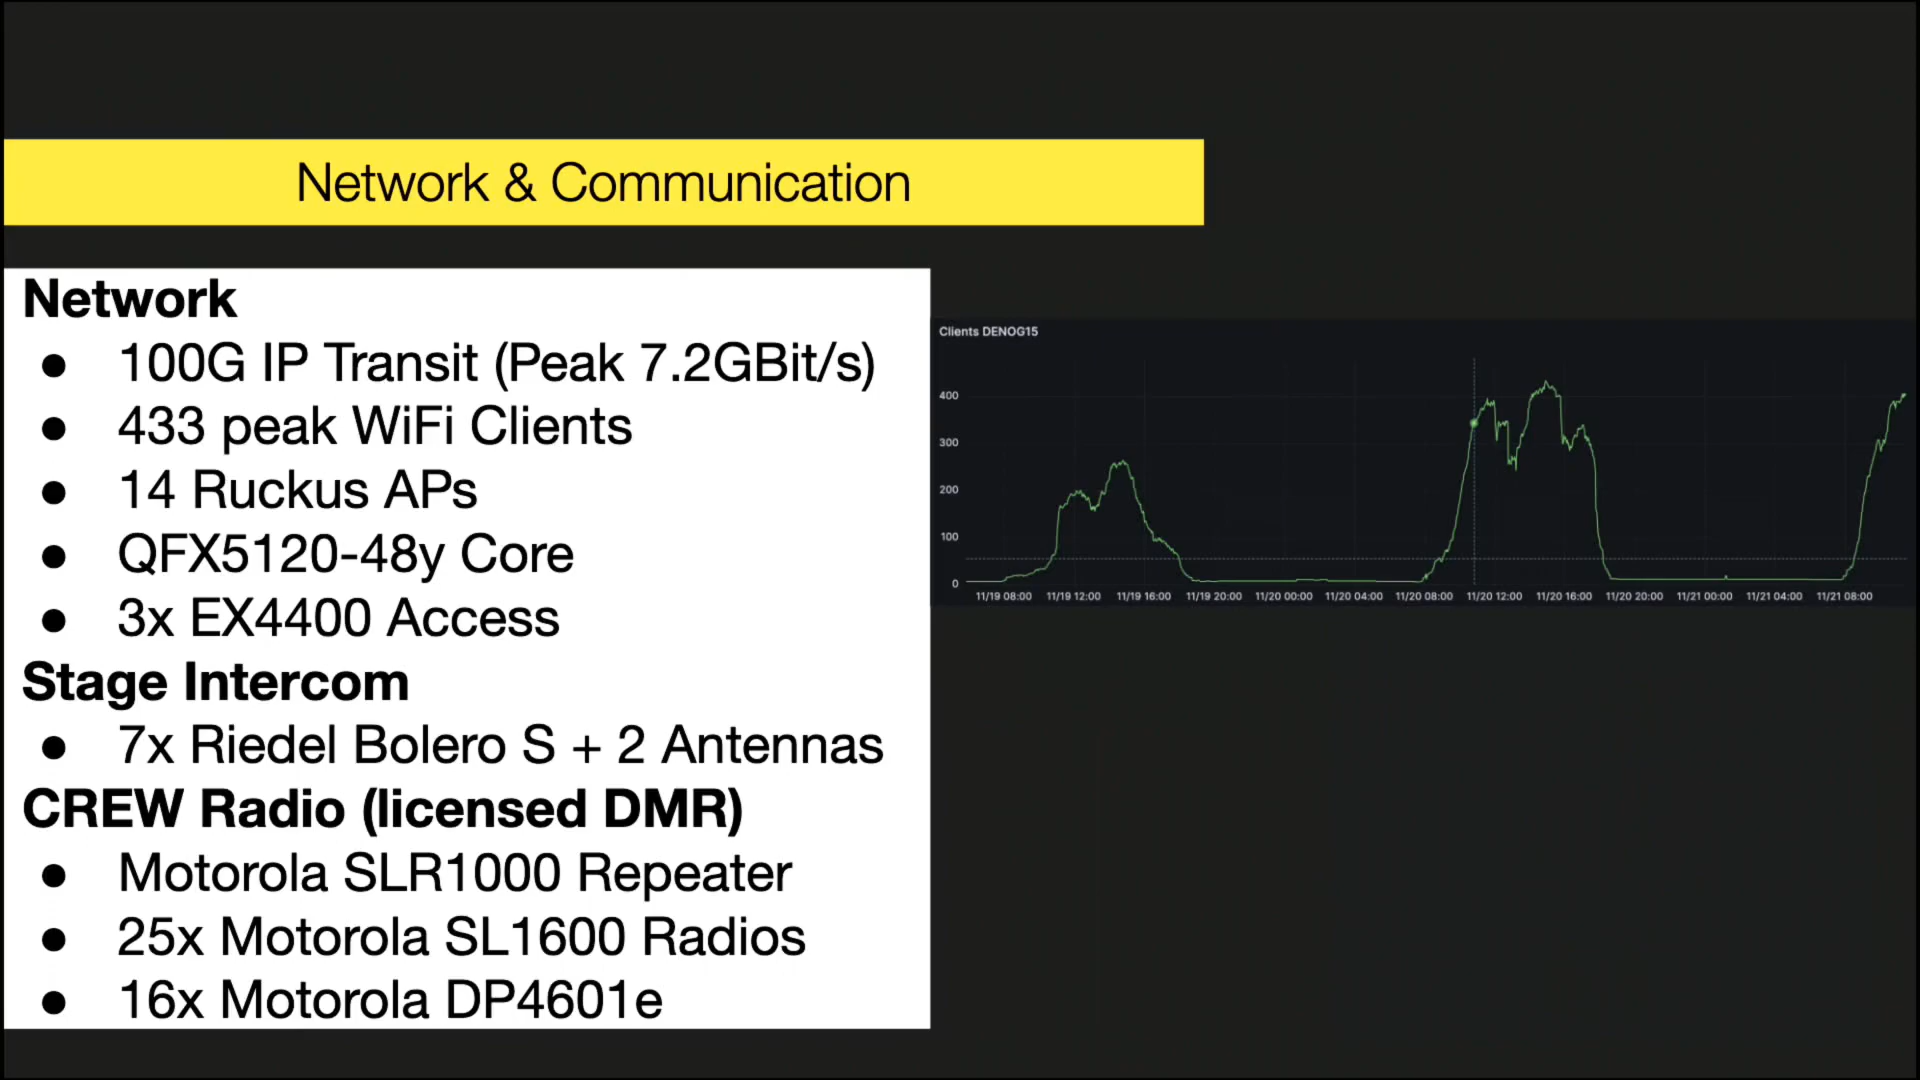 Network & Communication
Network
● 100G IP Transit (Peak 7.2GBit/s)
● 433 peak WiFi Clients
● 14 Ruckus APs
● QFX5120-48y Core
● 3x EX4400 Access
Stage Intercom
● 7x Riedel Bolero S + 2 Antennas
CREW Radio (licensed DMR)
● Motorola SLR1000 Repeater
● 25x Motorola SL1600 Radios
● 16x Motorola DP4601e
Clients DENOG15
400
300
200
100
0
11/19 08:00 11/19 12:00 11/19 16:00 11/19 20:00 11/20 00:00 11/20 04:00 11/20 08:00 11/20 12:00 11/20 16:00 11/20 20:00 11/21 00:00 11/21 04:00 11/21 08:00